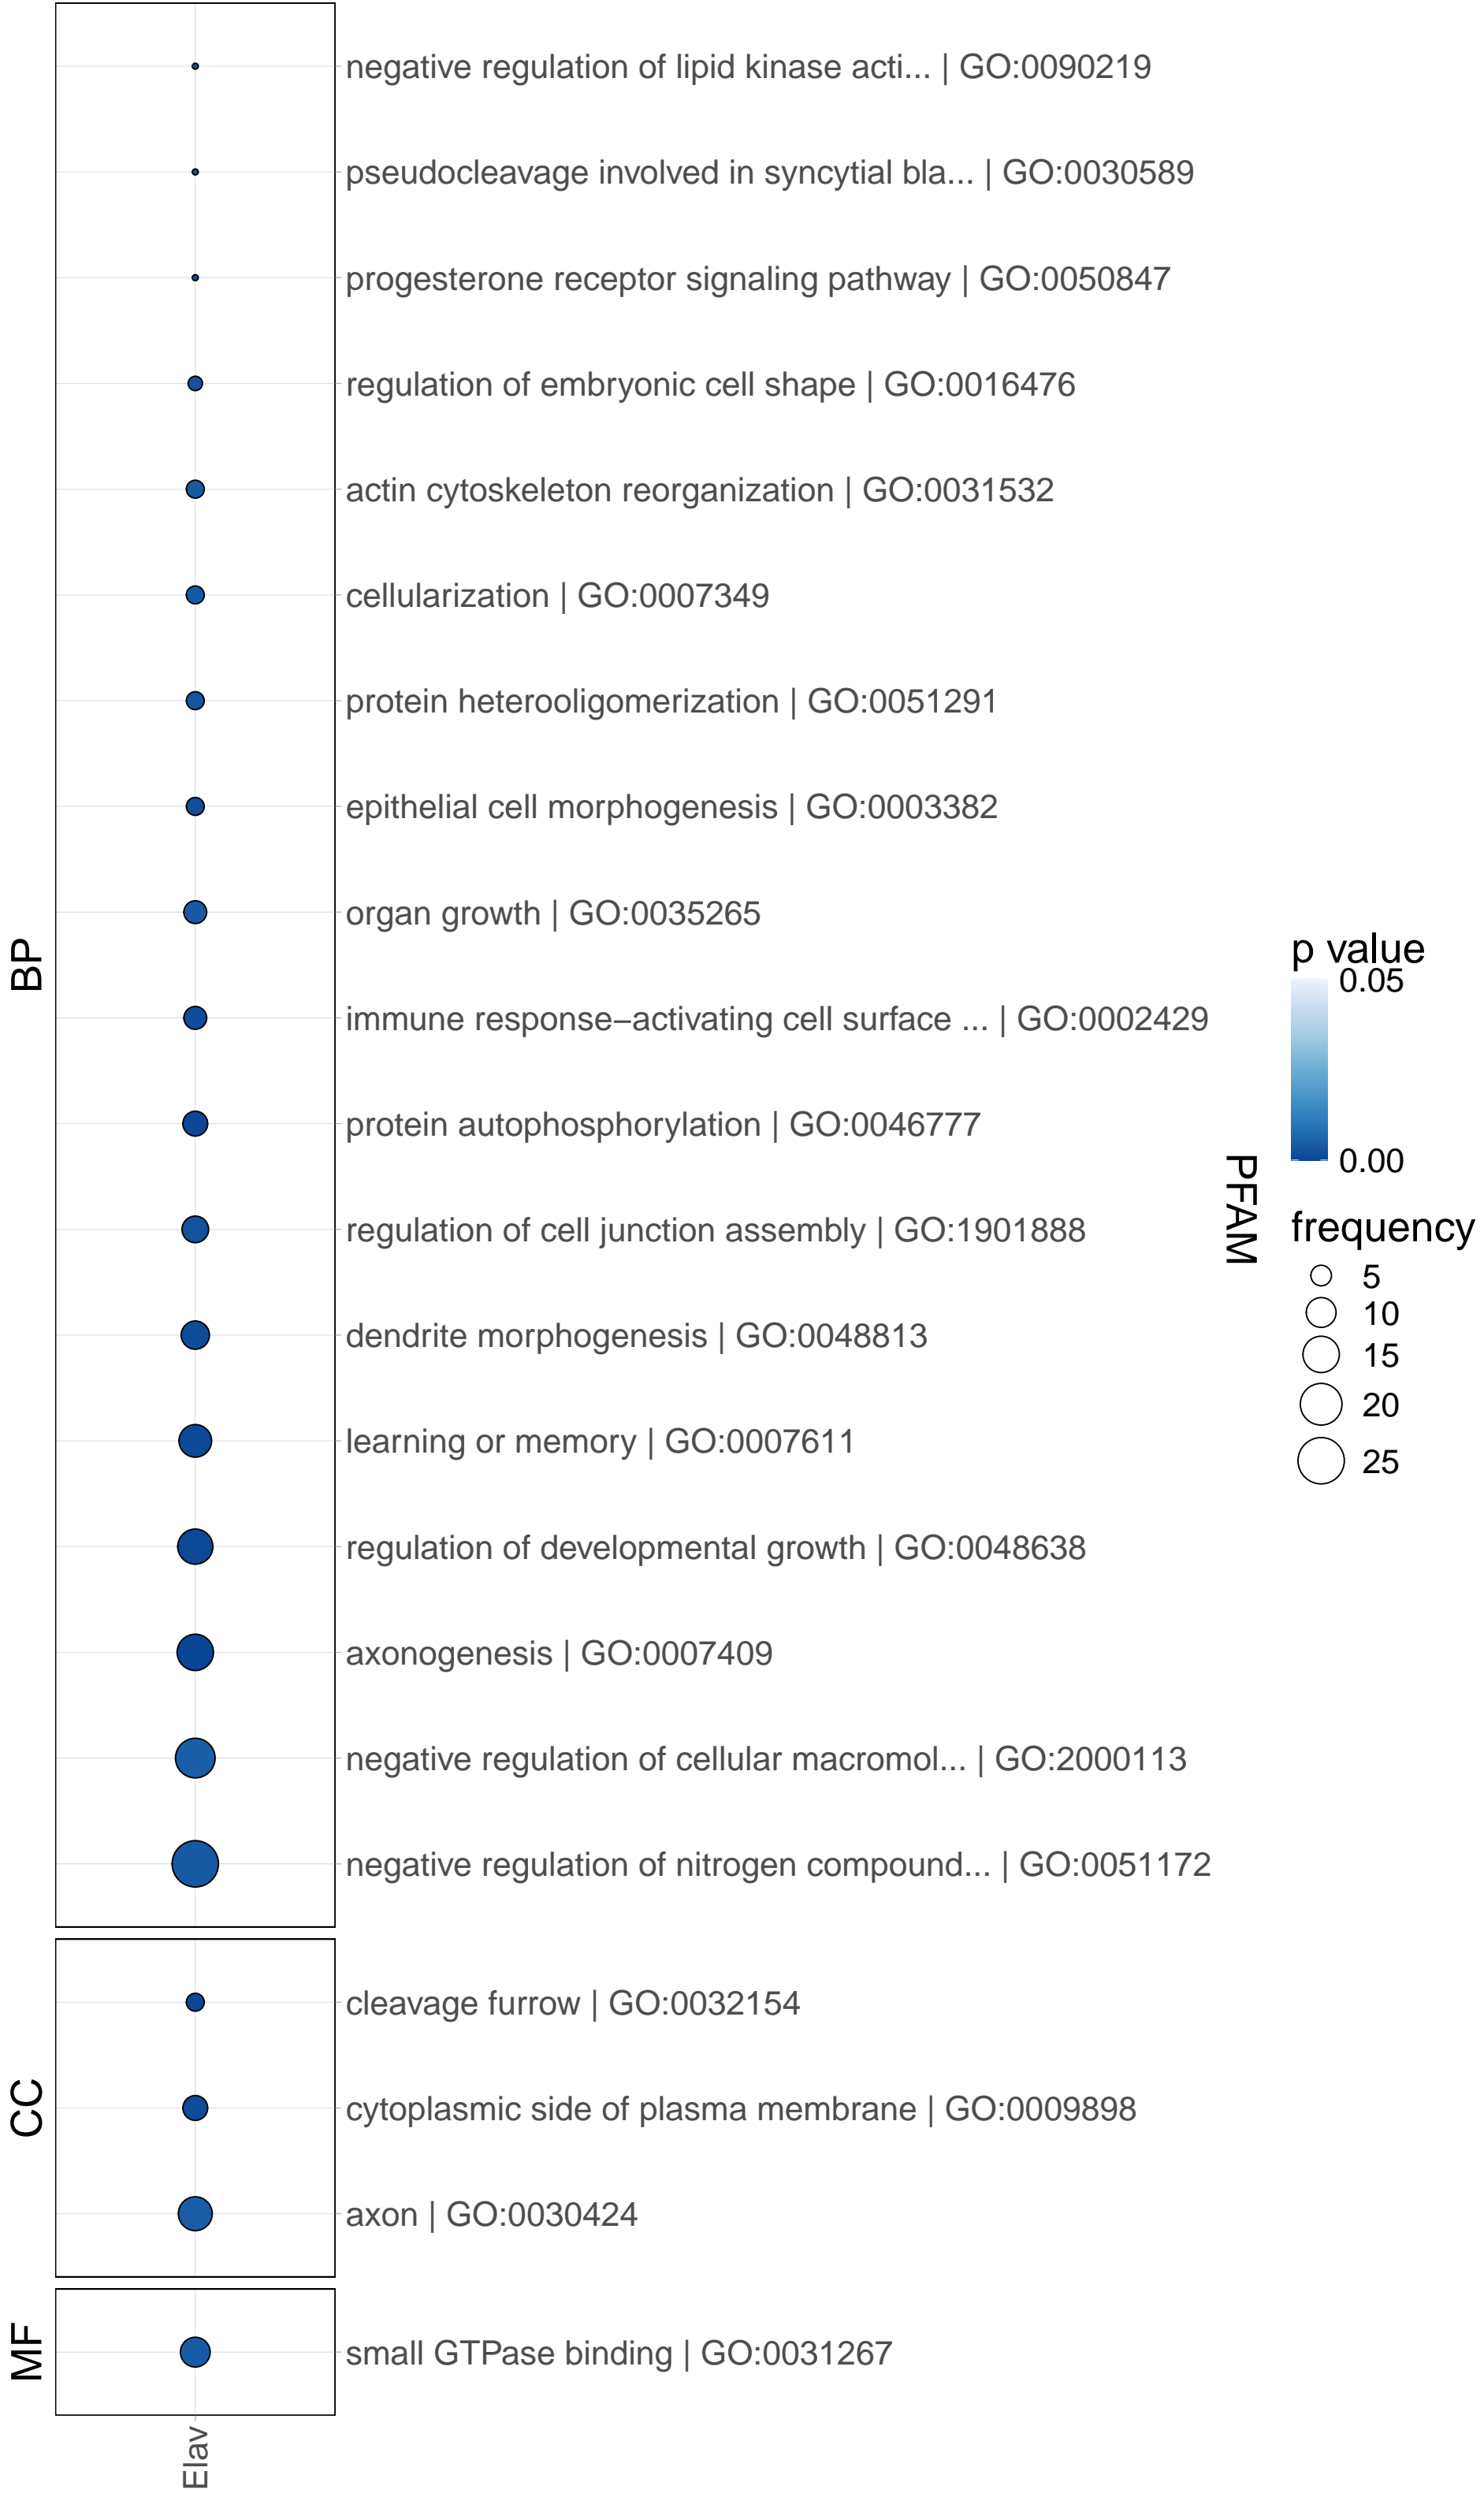 BP
negative regulation of lipid kinase acti... | GO:0090219
pseudocleavage involved in syncytial bla... | GO:0030589
progesterone receptor signaling pathway | GO:0050847
regulation of embryonic cell shape | GO:0016476
actin cytoskeleton reorganization | GO:0031532
cellularization | GO:0007349
protein heterooligomerization | GO:0051291
epithelial cell morphogenesis | GO:0003382
organ growth | GO:0035265
immune response−activating cell surface ... | GO:0002429
protein autophosphorylation | GO:0046777
regulation of cell junction assembly | GO:1901888
dendrite morphogenesis | GO:0048813
learning or memory | GO:0007611
regulation of developmental growth | GO:0048638
axonogenesis | GO:0007409
negative regulation of cellular macromol... | GO:2000113
negative regulation of nitrogen compound... | GO:0051172
CC
cleavage furrow | GO:0032154
cytoplasmic side of plasma membrane | GO:0009898
axon | GO:0030424
MF
small GTPase binding | GO:0031267
Elav
PFAM
p value
0.05
0.00
frequency
5
10
15
20
25